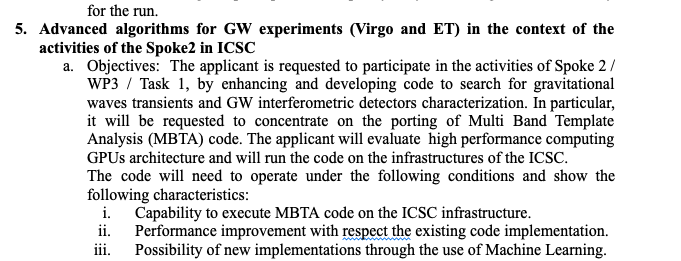 for the run.
5. Advanced algorithms for GW experiments (Virgo and ET) in the context of the
activities of the Spoke2 in ICSC
a. Objectives: The applicant is requested to participate in the activities of Spoke 2 /
WP3 / Task 1, by enhancing and developing code to search for gravitational
waves transients and GW interferometric detectors characterization. In particular,
it will be requested to concentrate on the porting of Multi Band Template
Analysis (MBTA) code. The applicant will evaluate high performance computing
GPUs architecture and will run the code on the infrastructures of the ICSC.
The code will need to operate under the following conditions and show the
following characteristics:
i. Capability to execute MBTA code on the ICSC infrastructure.
ii. Performance improvement with respect the existing code implementation.
iii. Possibility of new implementations through the use of Machine Learning.